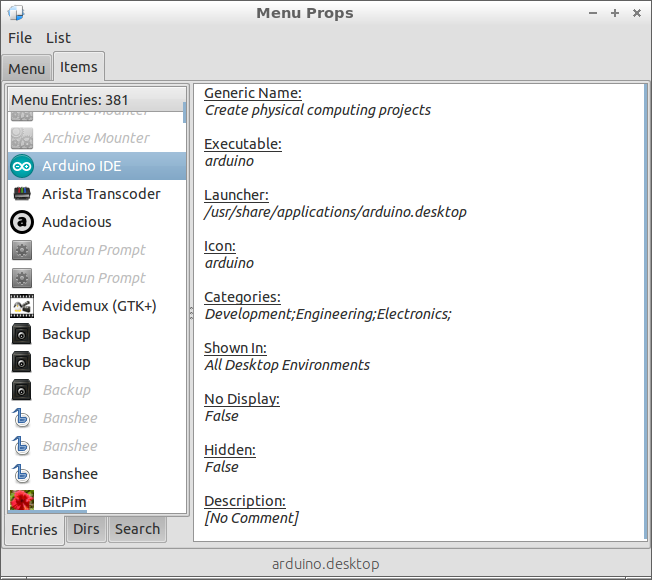 Menu Props
File List
Menu Items
Menu Entries: 381
Archive Mounter
Archive Mounter
Arduino IDE
Arista Transcoder
Audacious
Autorun Prompt
Autorun Prompt
Avidemux (GTK+)
Backup
Backup
Backup
Banshee
Banshee
Banshee
BitPim
Entries Dirs Search
Generic Name:
Create physical computing projects
Executable:
arduino
Launcher:
/usr/share/applications/arduino.desktop
Icon:
arduino
Categories:
Development;Engineering;Electronics;
Shown In:
All Desktop Environments
No Display:
False
Hidden:
False
Description:
[No Comment]
arduino.desktop